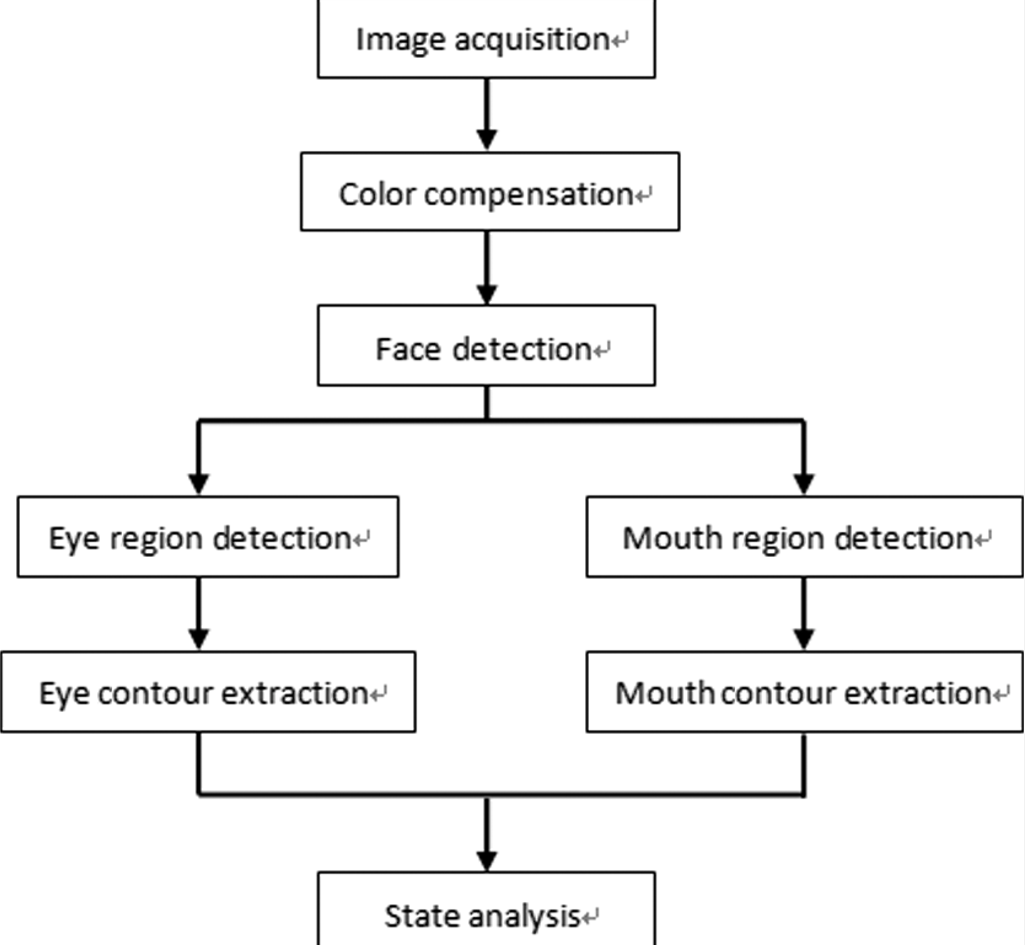 Image acquisition↵
Color compensation↵
Face detection↵
Eye region detection↵
Mouth region detection↵
Eye contour extraction↵
Mouth contour extraction↵
State analysis↵